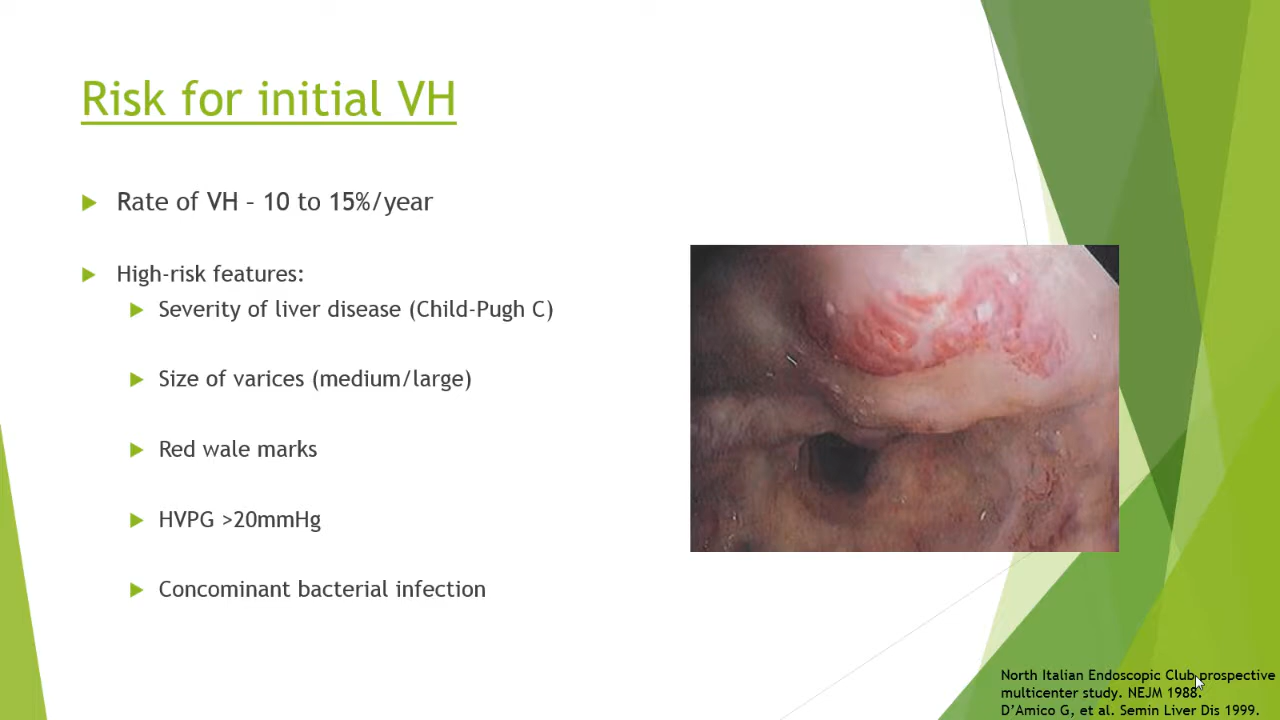 Risk for initial VH
Rate of VH – 10 to 15%/year
High-risk features:
Severity of liver disease (Child-Pugh C)
Size of varices (medium/large)
Red wale marks
HVPG >20mmHg
Concominant bacterial infection
North Italian Endoscopic Club prospective
multicenter study. NEJM 1988.
D’Amico G, et al. Semin Liver Dis 1999.